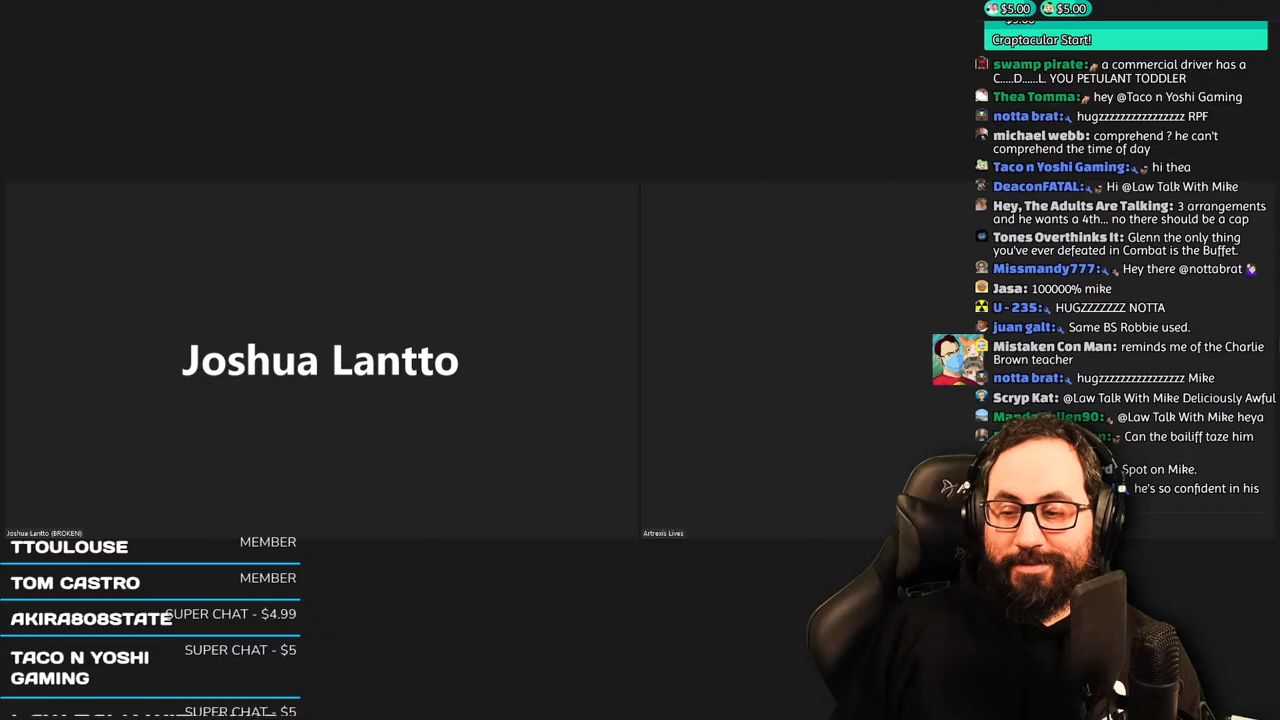 $5.00 $5.00
Craptacular Start!
swamp pirate: a commercial driver has a
C.....D......L. YOU PETULANT TODDLER
Thea Tomma: hey @Taco n Yoshi Gaming
notta brat: hugzzzzzzzzzzzzzzzz RPF
michael webb: comprehend ? he can't
comprehend the time of day
Taco n Yoshi Gaming: hi thea
DeaconFATAL: Hi @Law Talk With Mike
Hey, The Adults Are Talking: 3 arrangements
and he wants a 4th... no there should be a cap
Tones Overthinks It: Glenn the only thing
you've ever defeated in Combat is the Buffet.
Missmandy777: Hey there @nottabrat
Jasa: 100000% mike
U - 235: HUGZZZZZZZ NOTTA
juan galt: Same BS Robbie used.
Mistaken Con Man: reminds me of the Charlie
Brown teacher
notta brat: hugzzzzzzzzzzzzzzzz Mike
Scryp Kat: @Law Talk With Mike Deliciously Awful
@Law Talk With Mike heya
Can the bailiff taze him
Spot on Mike.
he's so confident in his
Joshua Lantto
Joshua Lantto (BROKEN)
Artrexis Lives
TTOULOUSE MEMBER
TOM CASTRO MEMBER
AKIRA808STATE SUPER CHAT - $4.99
TACO N YOSHI SUPER CHAT - $5
GAMING
SUPER CHAT - $5